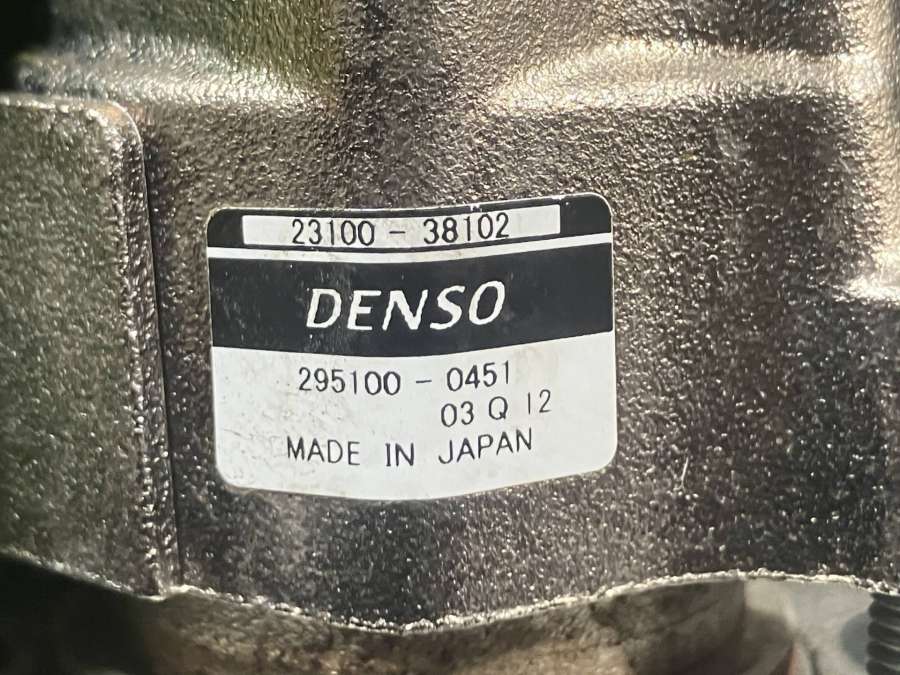 23100 - 38102
DENSO
295100 - 0451
03 Q 12
MADE IN JAPAN